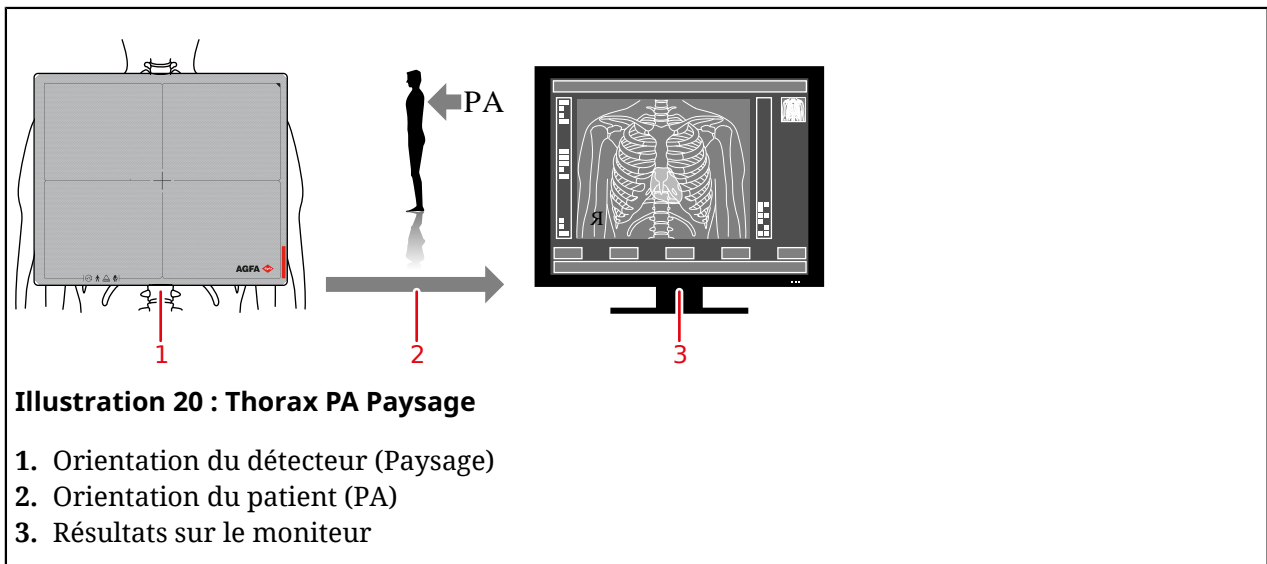 PA
AGFA
Я
1
2
3
Illustration 20 : Thorax PA Paysage
1. Orientation du détecteur (Paysage)
2. Orientation du patient (PA)
3. Résultats sur le moniteur